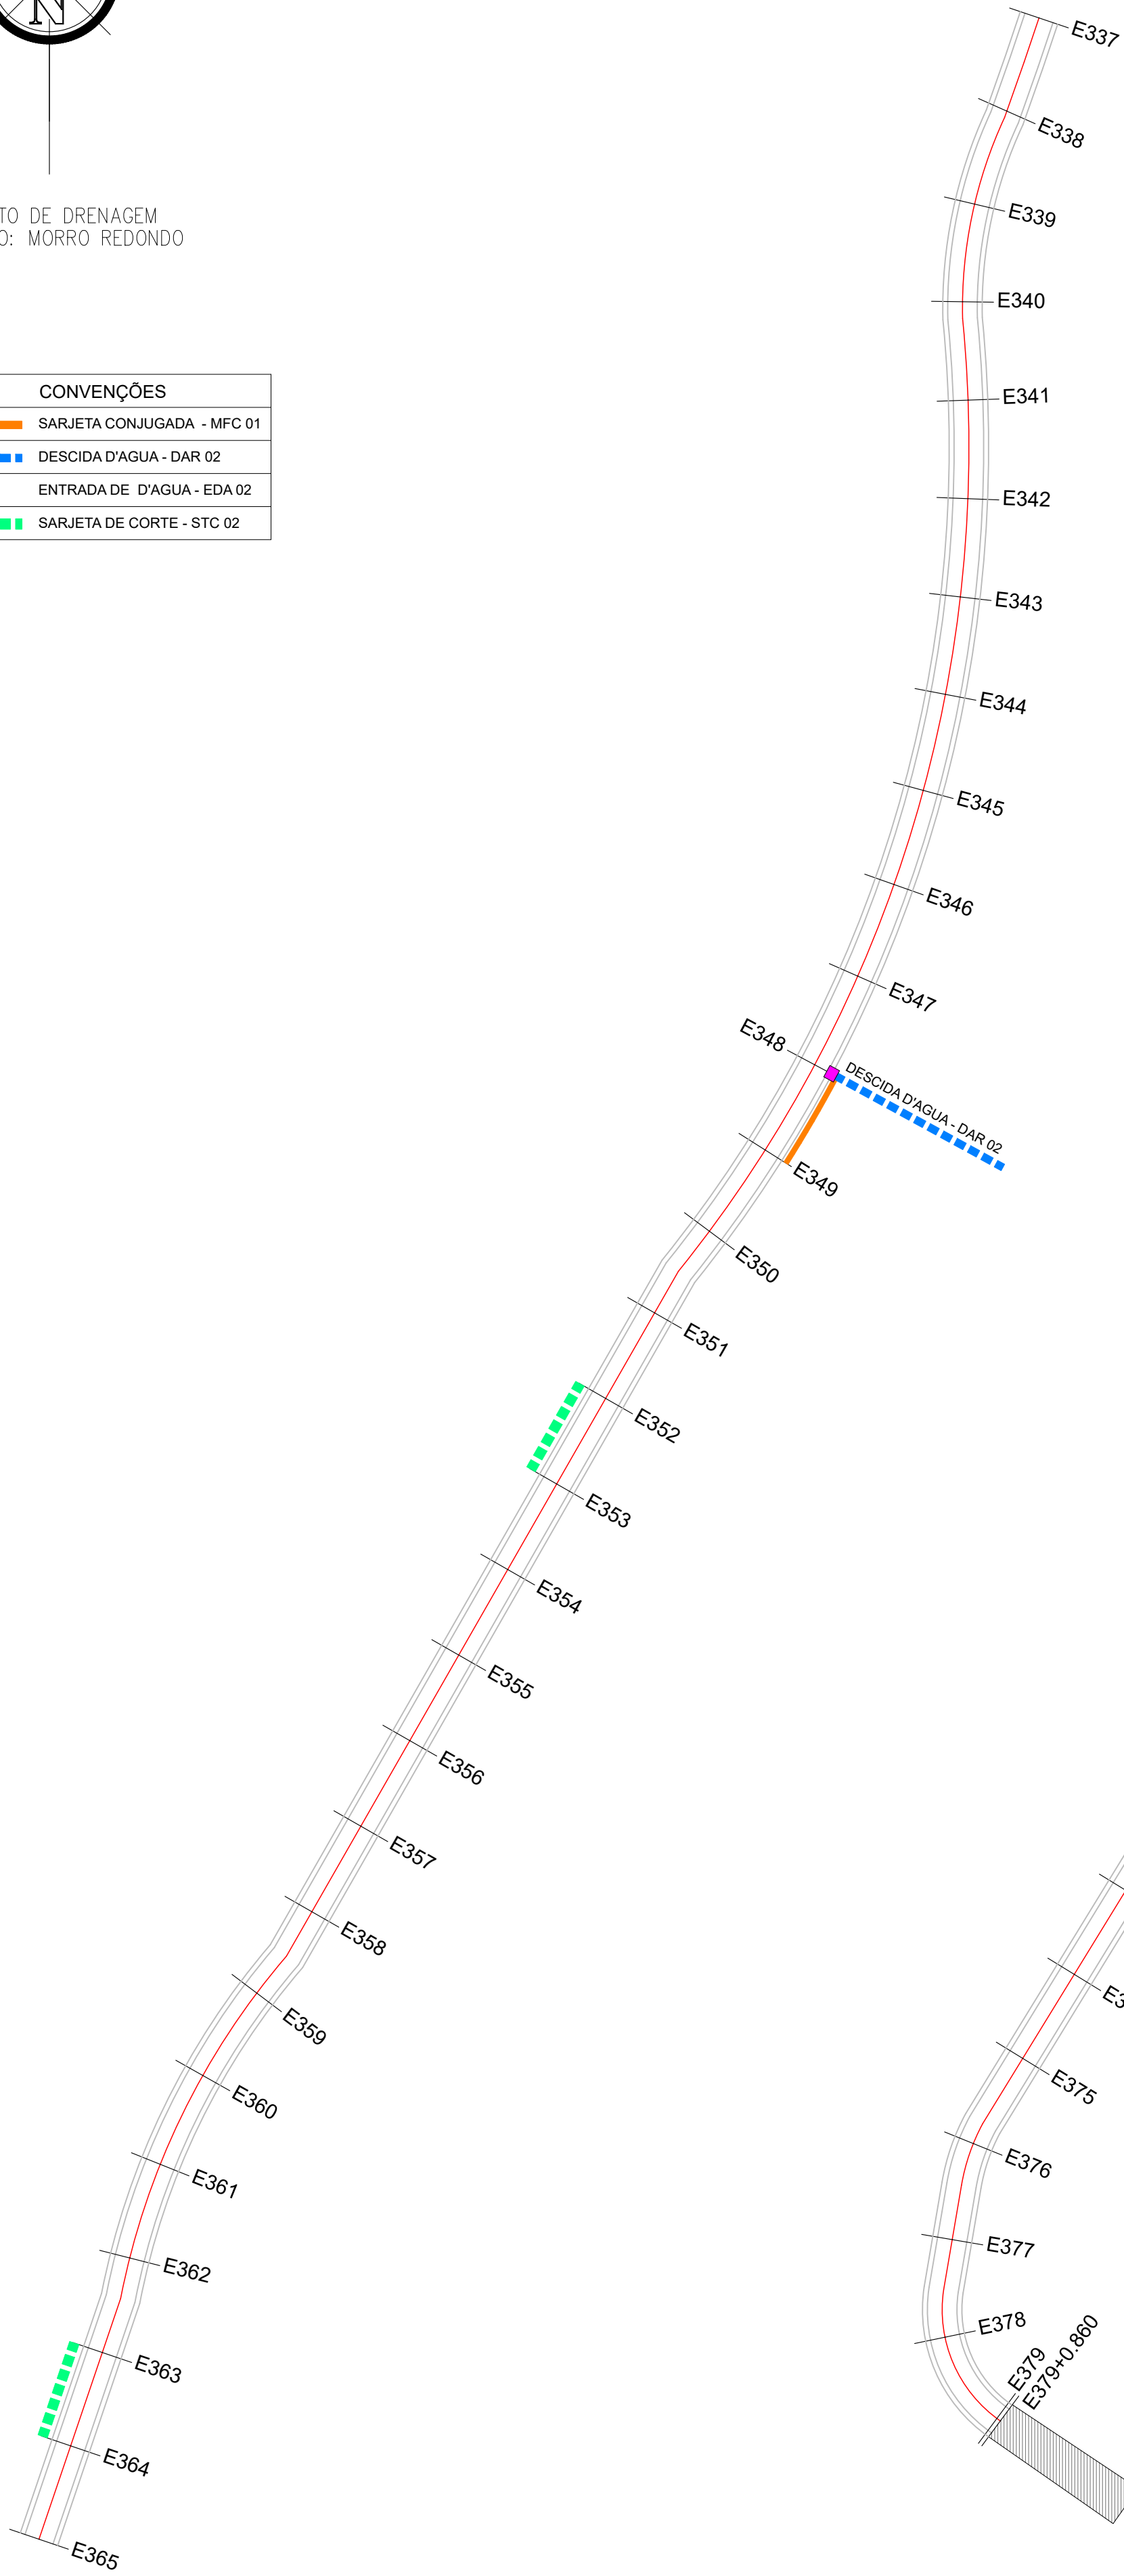 N
TO DE DRENAGEM
O: MORRO REDONDO
CONVENÇÕES
SARJETA CONJUGADA - MFC 01
DESCIDA D'AGUA - DAR 02
ENTRADA DE D'AGUA - EDA 02
SARJETA DE CORTE - STC 02
E337
E338
E339
E340
E341
E342
E343
E344
E345
E346
E347
E348
DESCIDA D'AGUA - DAR 02
E349
E350
E351
E352
E353
E354
E355
E356
E357
E358
E359
E360
E361
E362
E363
E364
E365
E375
E376
E377
E378
E379
E379+0.860